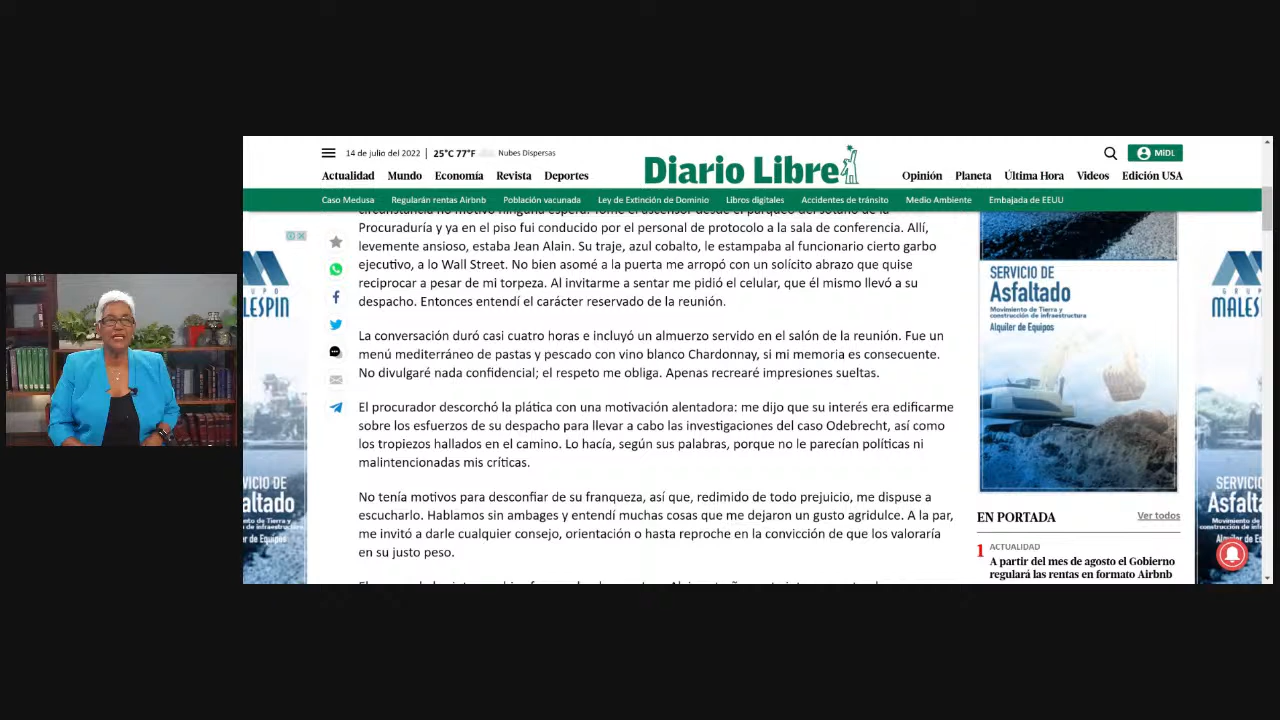 14 de julio del 2022 | 25°C 77°F Nubes Dispersas
Diario Libre
MiDL
Actualidad Mundo Economía Revista Deportes
Opinión Planeta Última Hora Videos Edición USA
Caso Medusa Regularán rentas Airbnb Población vacunada Ley de Extinción de Dominio Libros digitales Accidentes de tránsito Medio Ambiente Embajada de EEUU
Procuraduría y ya en el piso fui conducido por el personal de protocolo a la sala de conferencia. Allí,
levemente ansioso, estaba Jean Alain. Su traje, azul cobalto, le estampaba al funcionario cierto garbo
ejecutivo, a lo Wall Street. No bien asomé a la puerta me arropó con un solícito abrazo que quise
reciprocar a pesar de mi torpeza. Al invitarme a sentar me pidió el celular, que él mismo llevó a su
despacho. Entonces entendí el carácter reservado de la reunión.
La conversación duró casi cuatro horas e incluyó un almuerzo servido en el salón de la reunión. Fue un
menú mediterráneo de pastas y pescado con vino blanco Chardonnay, si mi memoria es consecuente.
No divulgaré nada confidencial; el respeto me obliga. Apenas recrearé impresiones sueltas.
El procurador descorchó la plática con una motivación alentadora: me dijo que su interés era edificarme
sobre los esfuerzos de su despacho para llevar a cabo las investigaciones del caso Odebrecht, así como
los tropiezos hallados en el camino. Lo hacía, según sus palabras, porque no le parecían políticas ni
malintencionadas mis críticas.
No tenía motivos para desconfiar de su franqueza, así que, redimido de todo prejuicio, me dispuse a
escucharlo. Hablamos sin ambages y entendí muchas cosas que me dejaron un gusto agridulce. A la par,
me invitó a darle cualquier consejo, orientación o hasta reproche en la convicción de que los valoraría
en su justo peso.
SERVICIO DE
Asfaltado
Movimiento de Tierra y
construcción de infraestructura
Alquiler de Equipos
EN PORTADA Ver todos
1 ACTUALIDAD
A partir del mes de agosto el Gobierno
regulará las rentas en formato Airbnb
GRUPO
MALESPIN